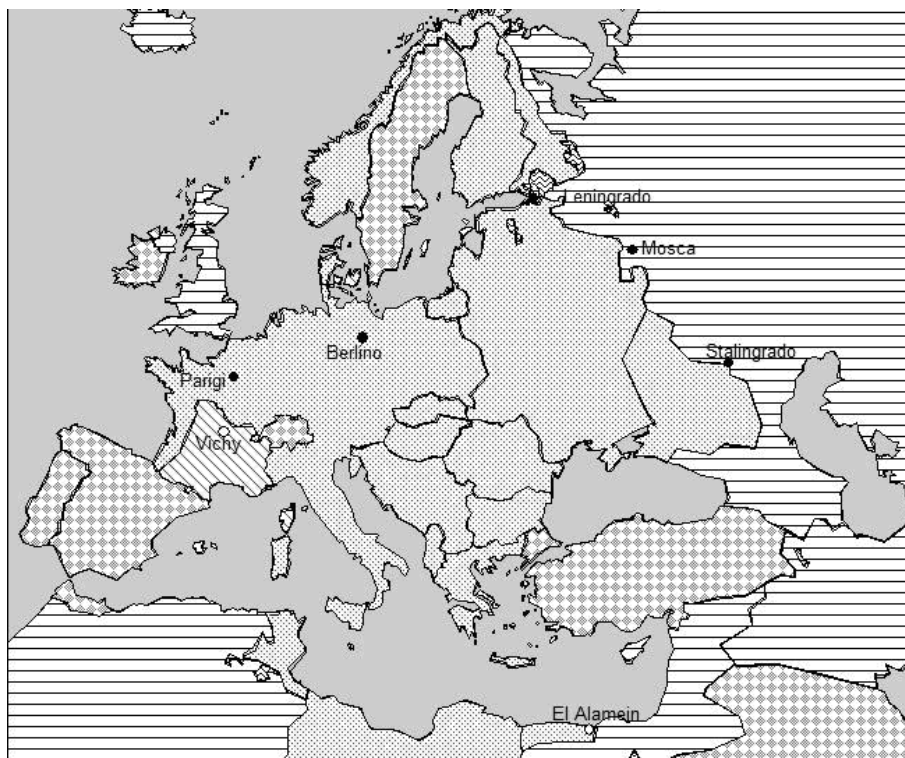 Leningrado
Mosca
Berlino
Stalingrado
Parigi
Vichy
El Alamein